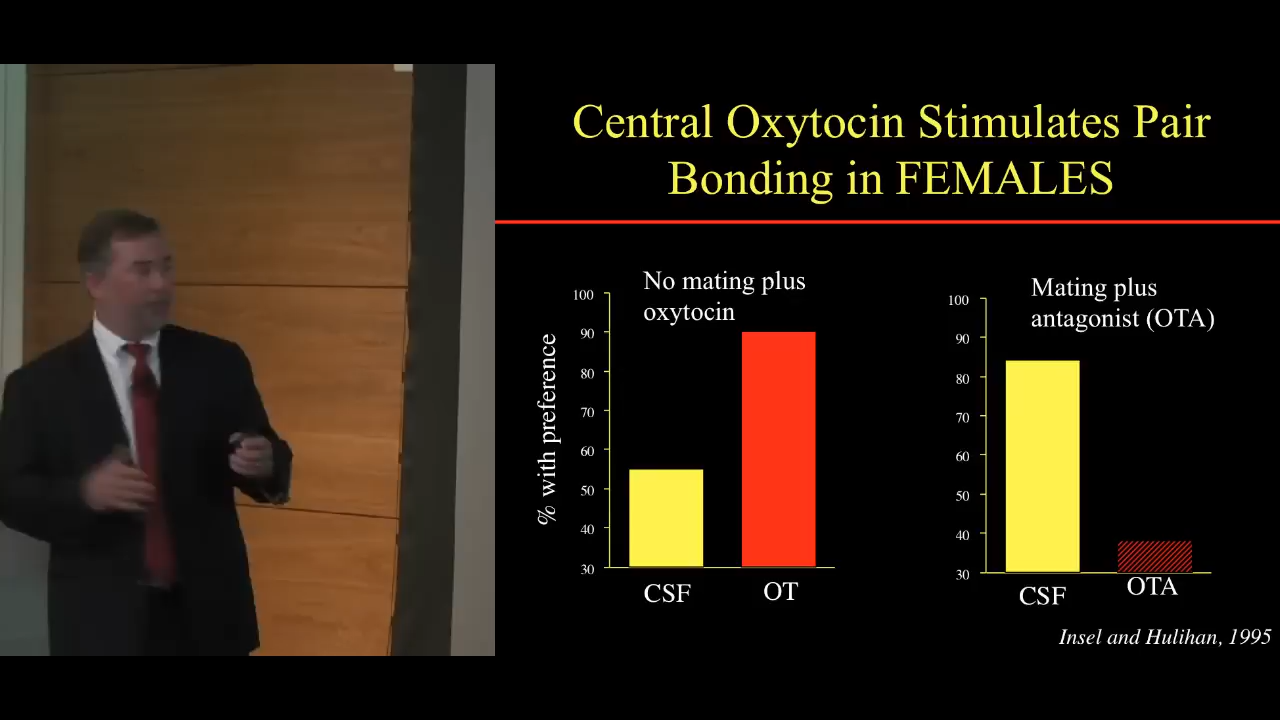 Central Oxytocin Stimulates Pair
Bonding in FEMALES
No mating plus
oxytocin
% with preference
100
90
80
70
60
50
40
30
CSF
OT
Mating plus
antagonist (OTA)
100
90
80
70
60
50
40
30
CSF
OTA
Insel and Hulihan, 1995